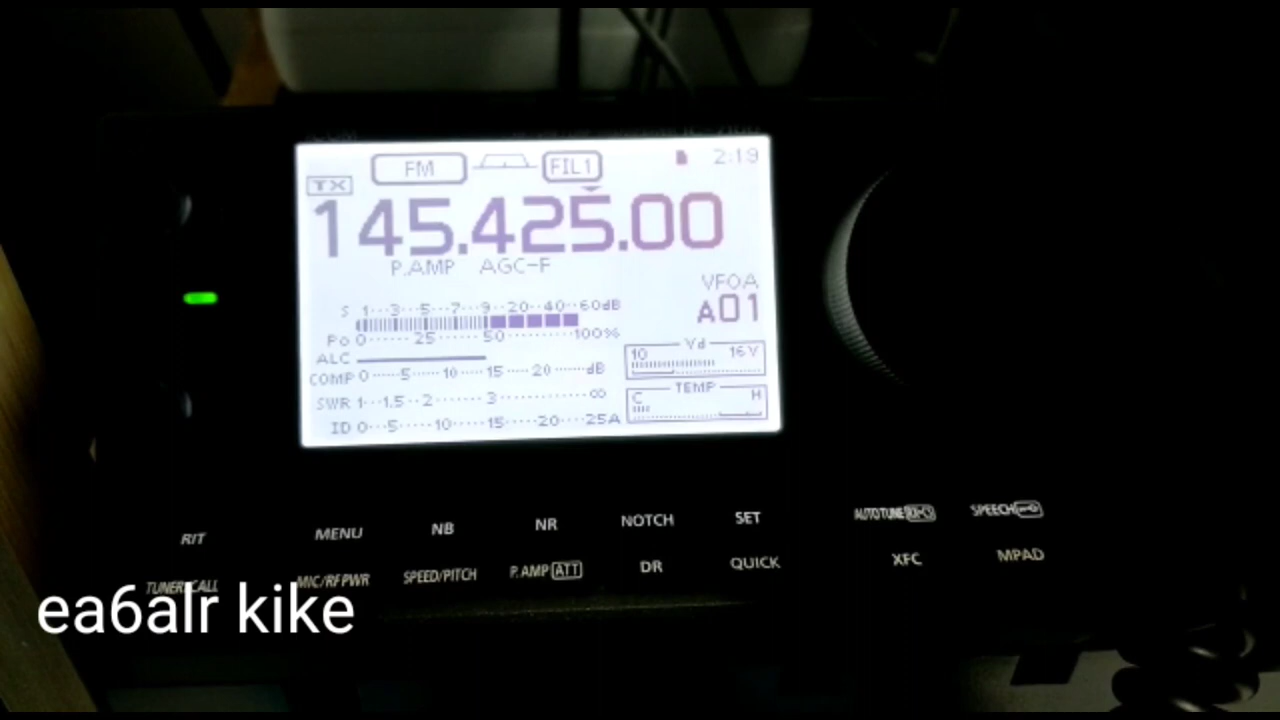 FM FIL1 2:19
TX
145.425.00
P.AMP AGC-F
VFOA
A01
S 1···3···5···7···9··20··40··60dB
Po 0······25······50······100%
ALC
COMP 0·····5·····10·····15·····20·····dB
SWR 1···1.5··2······3······∞
ID 0···5·····10·····15·····20·····25A
Vd
10 16V
TEMP
C H
RIT MENU NB NR NOTCH SET AUTOTUNE SPEECH
TUNER/CALL MIC/RF PWR SPEED/PITCH P.AMP ATT DR QUICK XFC MPAD
ea6alr kike